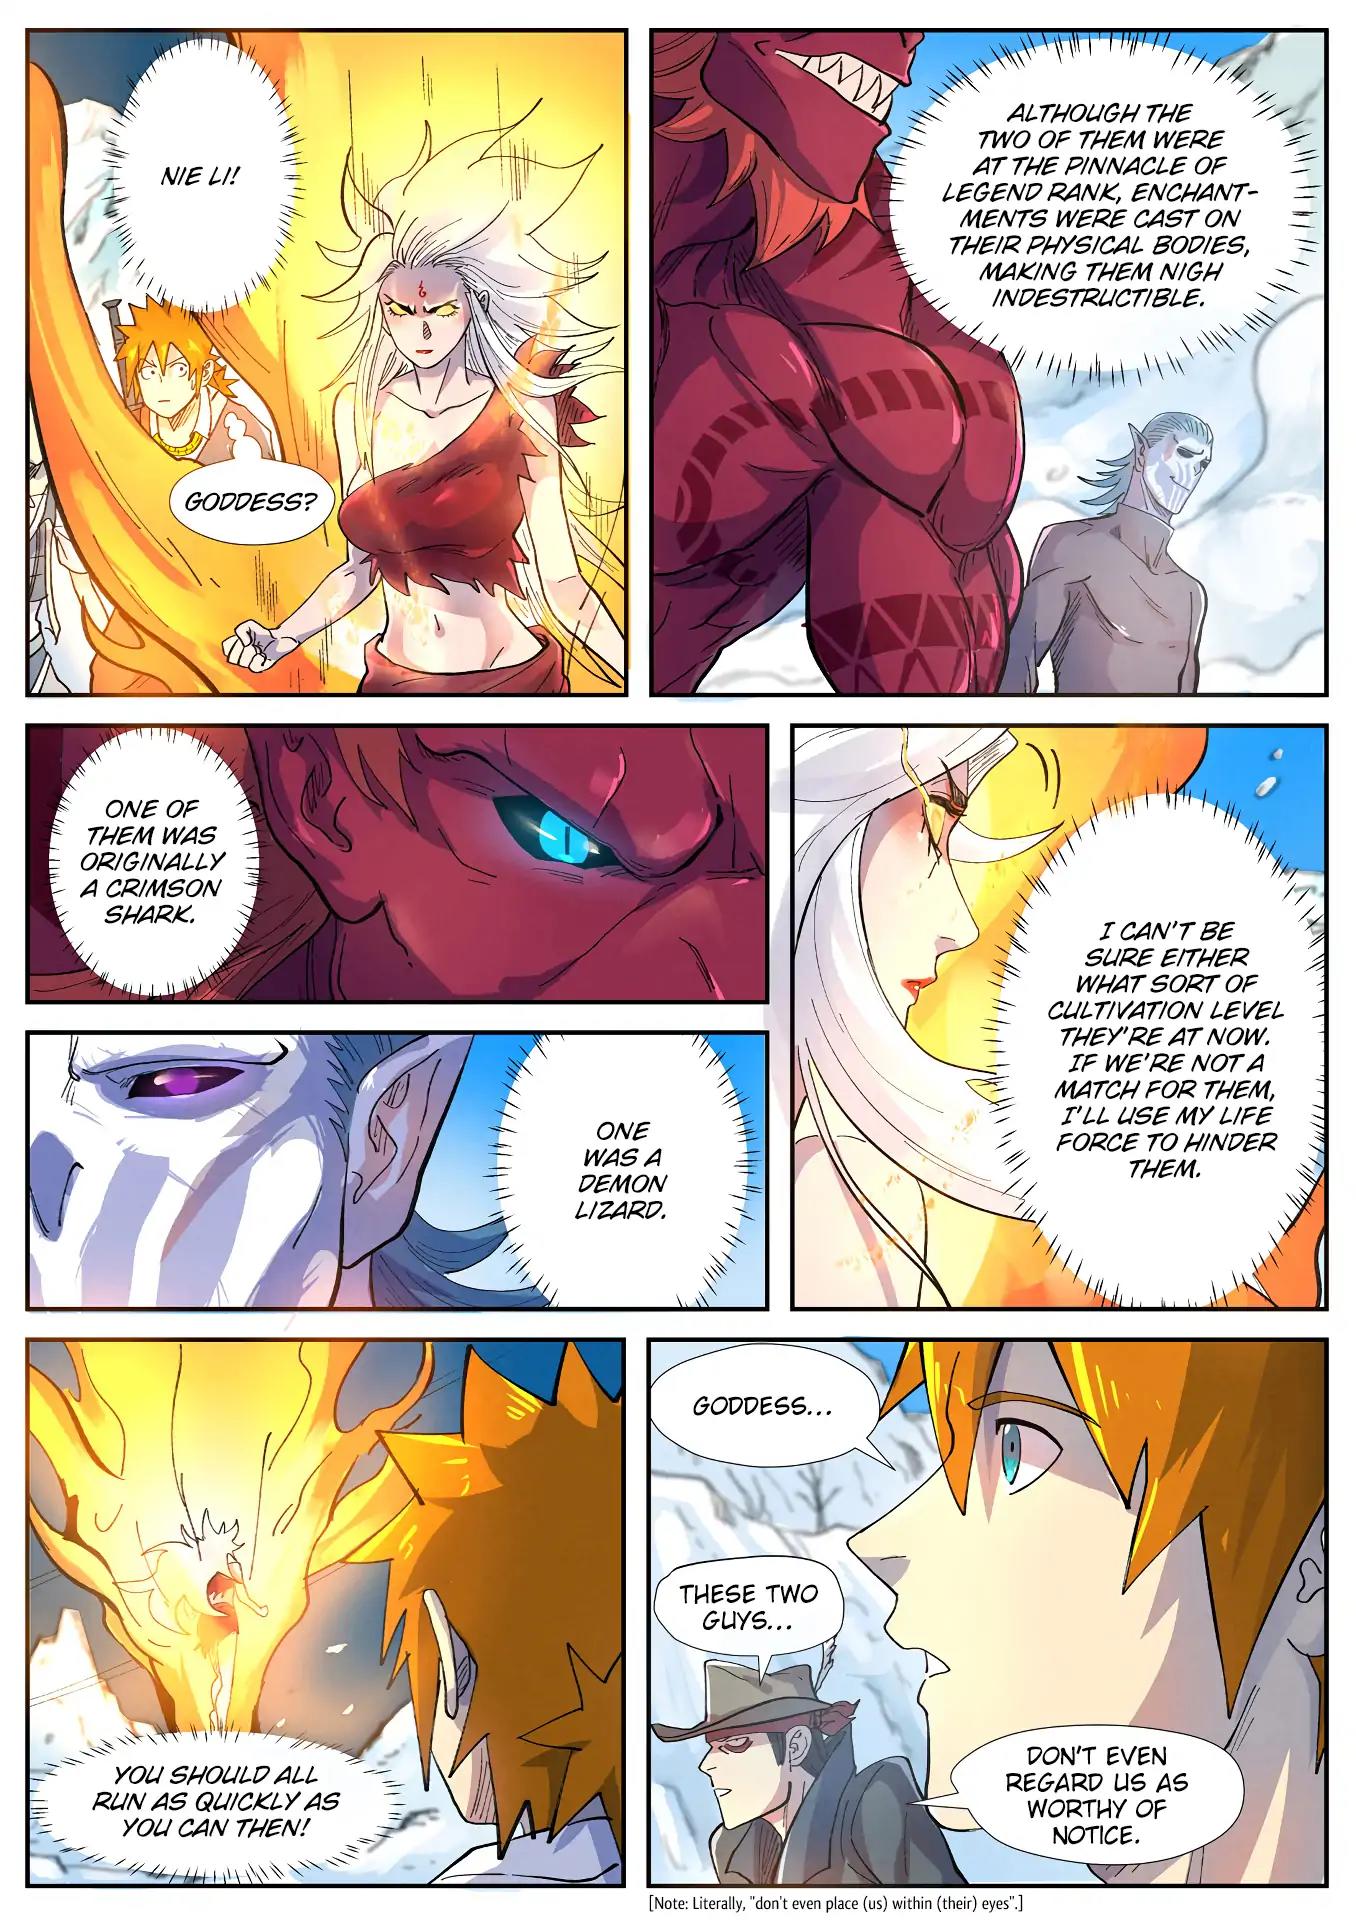 NIE LI!
GODDESS?
ALTHOUGH THE
TWO OF THEM WERE
AT THE PINNACLE OF
LEGEND RANK, ENCHANT-
MENTS WERE CAST ON
THEIR PHYSICAL BODIES,
MAKING THEM NIGH
INDESTRUCTIBLE.
ONE OF
THEM WAS
ORIGINALLY
A CRIMSON
SHARK.
ONE
WAS A
DEMON
LIZARD.
I CAN'T BE
SURE EITHER
WHAT SORT OF
CULTIVATION LEVEL
THEY'RE AT NOW.
IF WE'RE NOT A
MATCH FOR THEM,
I'LL USE MY LIFE
FORCE TO HINDER
THEM.
YOU SHOULD ALL
RUN AS QUICKLY AS
YOU CAN THEN!
GODDESS...
THESE TWO
GUYS...
DON'T EVEN
REGARD US AS
WORTHY OF
NOTICE.
[Note: Literally, "don't even place (us) within (their) eyes".]